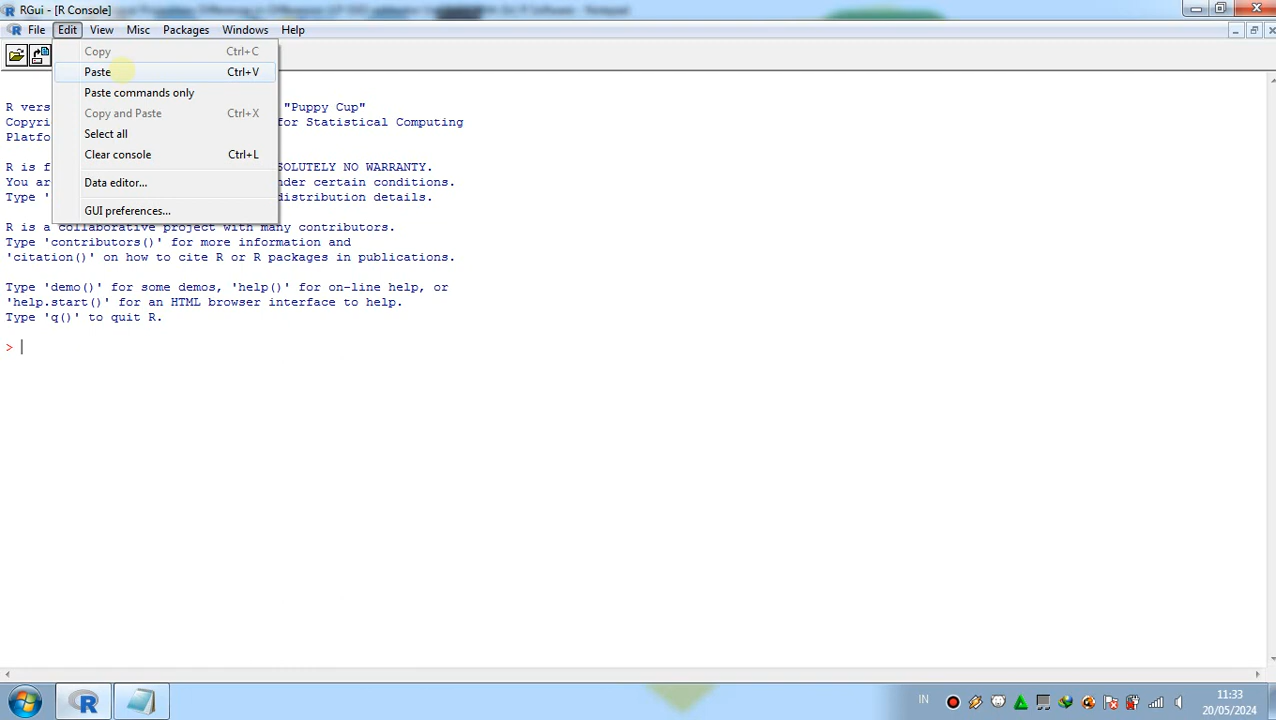 RGui - [R Console]
File Edit View Misc Packages Windows Help
Copy Ctrl+C
Paste Ctrl+V
Paste commands only
Copy and Paste Ctrl+X
Select all
Clear console Ctrl+L
Data editor...
GUI preferences...
R vers "Puppy Cup"
Copyri for Statistical Computing
Platfo
R is f SOLUTELY NO WARRANTY.
You ar nder certain conditions.
Type ' distribution details.
R is a collaborative project with many contributors.
Type 'contributors()' for more information and
'citation()' on how to cite R or R packages in publications.
Type 'demo()' for some demos, 'help()' for on-line help, or
'help.start()' for an HTML browser interface to help.
Type 'q()' to quit R.
>
IN
11:33
20/05/2024